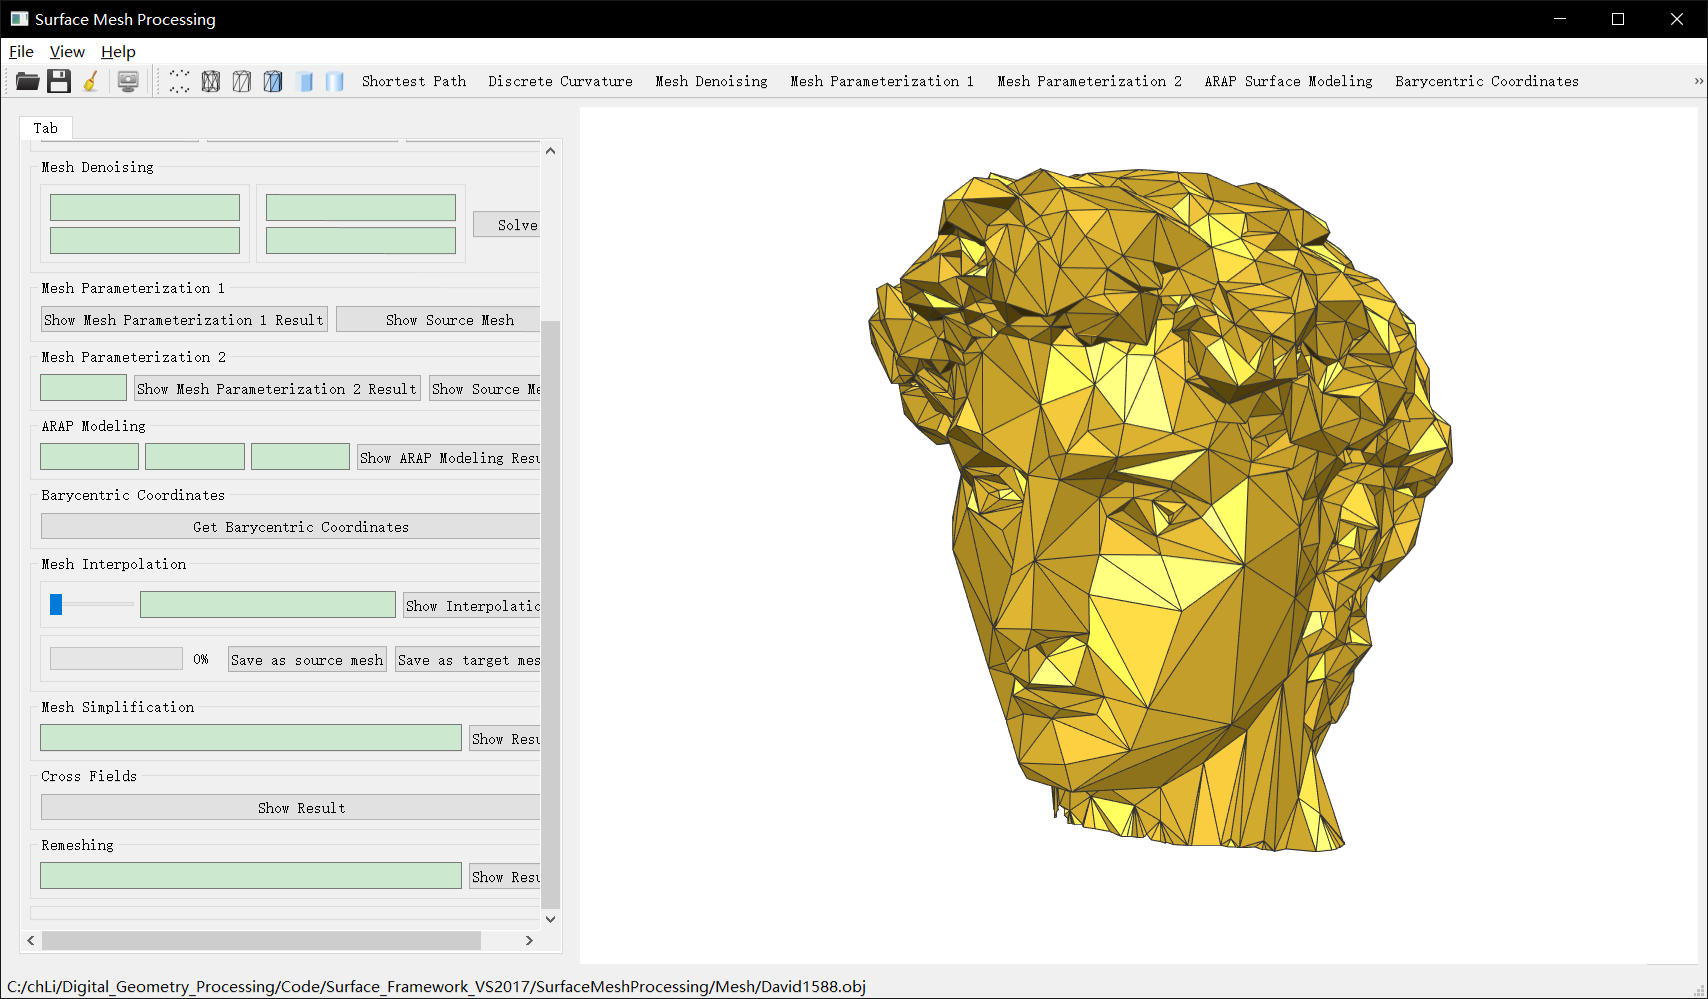 Surface Mesh Processing
File View Help
Shortest Path Discrete Curvature Mesh Denoising Mesh Parameterization 1 Mesh Parameterization 2 ARAP Surface Modeling Barycentric Coordinates »
Tab
Mesh Denoising
Solve
Mesh Parameterization 1
Show Mesh Parameterization 1 Result Show Source Mesh
Mesh Parameterization 2
Show Mesh Parameterization 2 Result Show Source Me
ARAP Modeling
Show ARAP Modeling Resu
Barycentric Coordinates
Get Barycentric Coordinates
Mesh Interpolation
Show Interpolatio
0% Save as source mesh Save as target mes
Mesh Simplification
Show Resu
Cross Fields
Show Result
Remeshing
Show Resu
C:/chLi/Digital_Geometry_Processing/Code/Surface_Framework_VS2017/SurfaceMeshProcessing/Mesh/David1588.obj